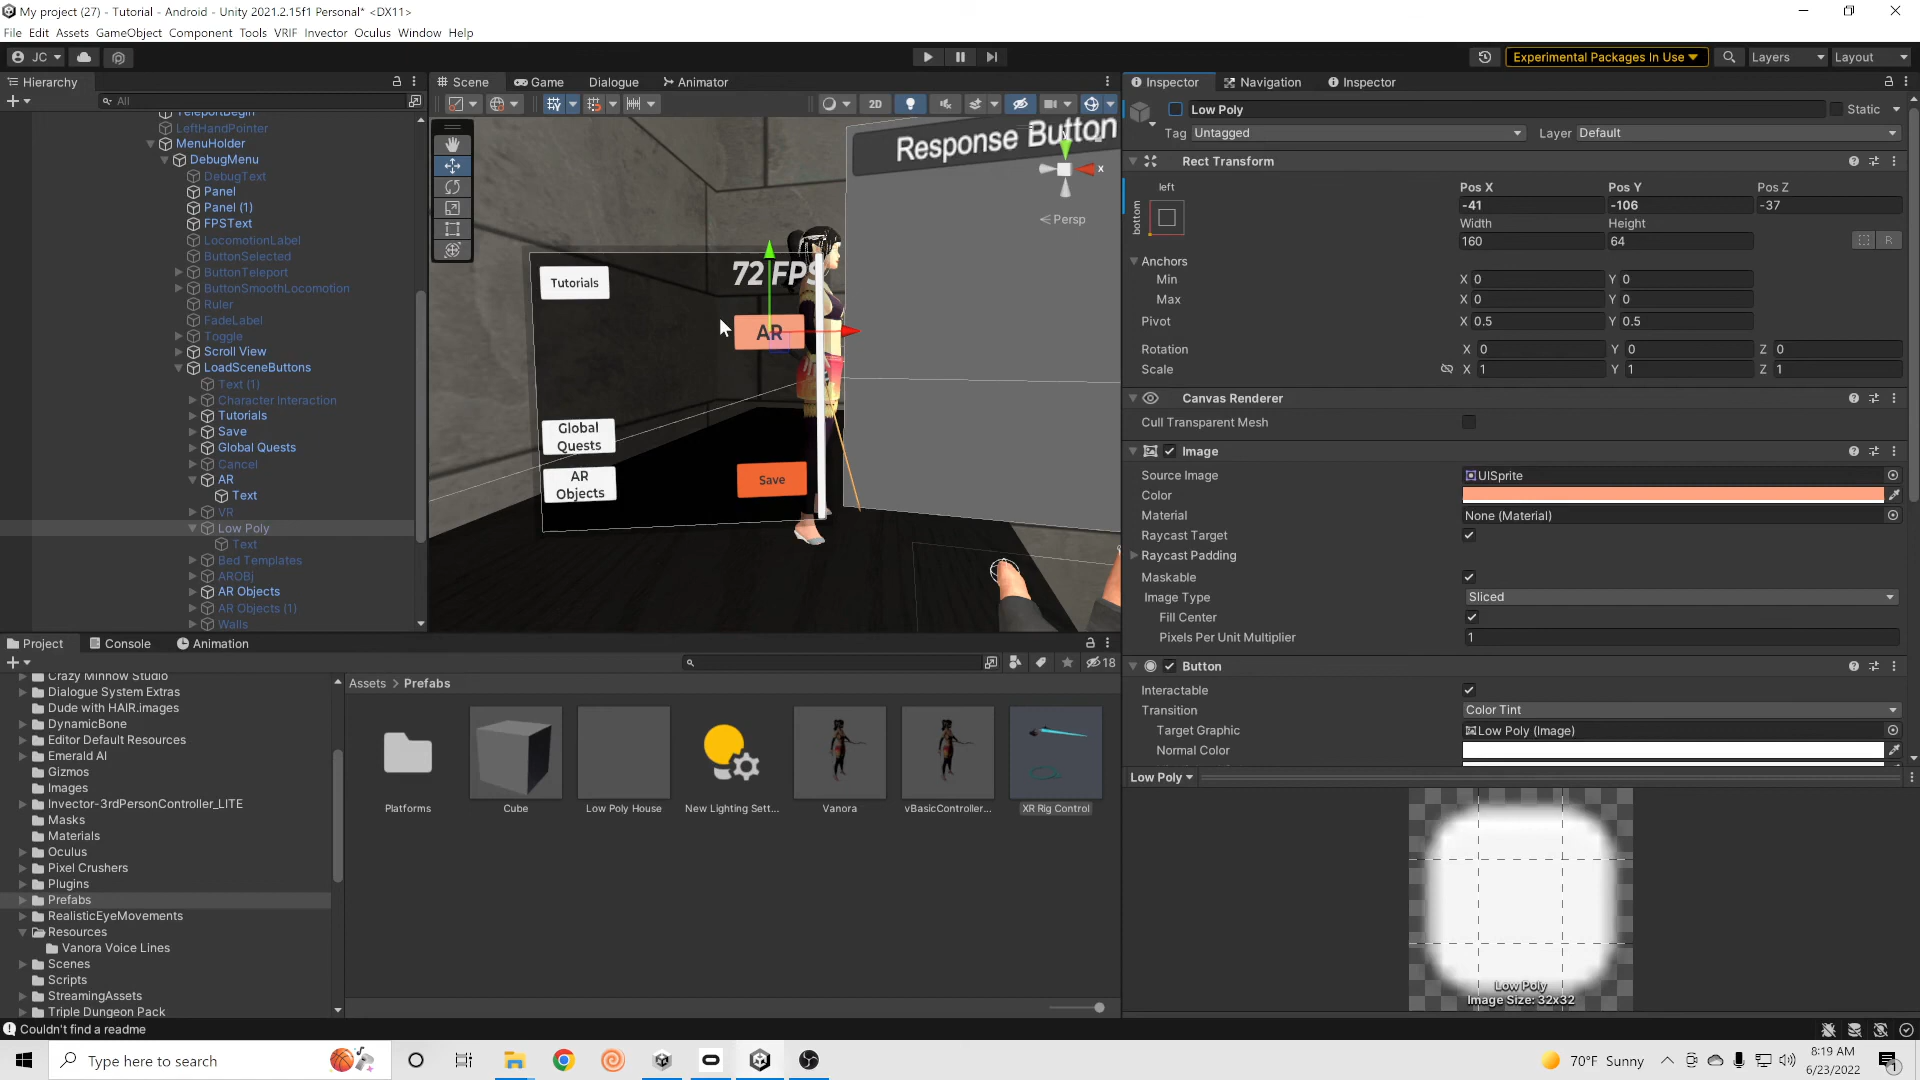 My project (27) - Tutorial - Android - Unity 2021.2.15f1 Personal* <DX11>
File Edit Assets GameObject Component Tools VRIF Invector Oculus Window Help
JC Experimental Packages In Use Layers Layout
Hierarchy
All
TeleportBegin
LeftHandPointer
MenuHolder
DebugMenu
DebugText
Panel
Panel (1)
FPSText
LocomotionLabel
ButtonSelected
ButtonTeleport
ButtonSmoothLocomotion
Ruler
FadeLabel
Toggle
Scroll View
LoadSceneButtons
Text (1)
Character Interaction
Tutorials
Save
Global Quests
Cancel
AR
Text
VR
Low Poly
Text
Bed Templates
AROBj
AR Objects
AR Objects (1)
Walls
Scene Game Dialogue Animator
2D
Response Button
x
Persp
Tutorials
72 FPS
AR
Global
Quests
AR
Objects
Save
Inspector Navigation Inspector
Low Poly Static
Tag Untagged Layer Default
Rect Transform
left
bottom
Pos X Pos Y Pos Z
-41 -106 -37
Width Height
160 64
R
Anchors
Min X 0 Y 0
Max X 0 Y 0
Pivot X 0.5 Y 0.5
Rotation X 0 Y 0 Z 0
Scale X 1 Y 1 Z 1
Canvas Renderer
Cull Transparent Mesh
Image
Source Image UISprite
Color
Material None (Material)
Raycast Target
Raycast Padding
Maskable
Image Type Sliced
Fill Center
Pixels Per Unit Multiplier 1
Button
Interactable
Transition Color Tint
Target Graphic Low Poly (Image)
Normal Color
Low Poly
Low Poly
Image Size: 32x32
Project Console Animation
18
Crazy Minnow Studio
Dialogue System Extras
Dude with HAIR.images
DynamicBone
Editor Default Resources
Emerald AI
Gizmos
Images
Invector-3rdPersonController_LITE
Masks
Materials
Oculus
Pixel Crushers
Plugins
Prefabs
RealisticEyeMovements
Resources
Vanora Voice Lines
Scenes
Scripts
StreamingAssets
Triple Dungeon Pack
Assets Prefabs
Platforms Cube Low Poly House New Lighting Sett... Vanora vBasicController... XR Rig Control
Couldn't find a readme
Type here to search
70°F Sunny
8:19 AM
6/23/2022
1